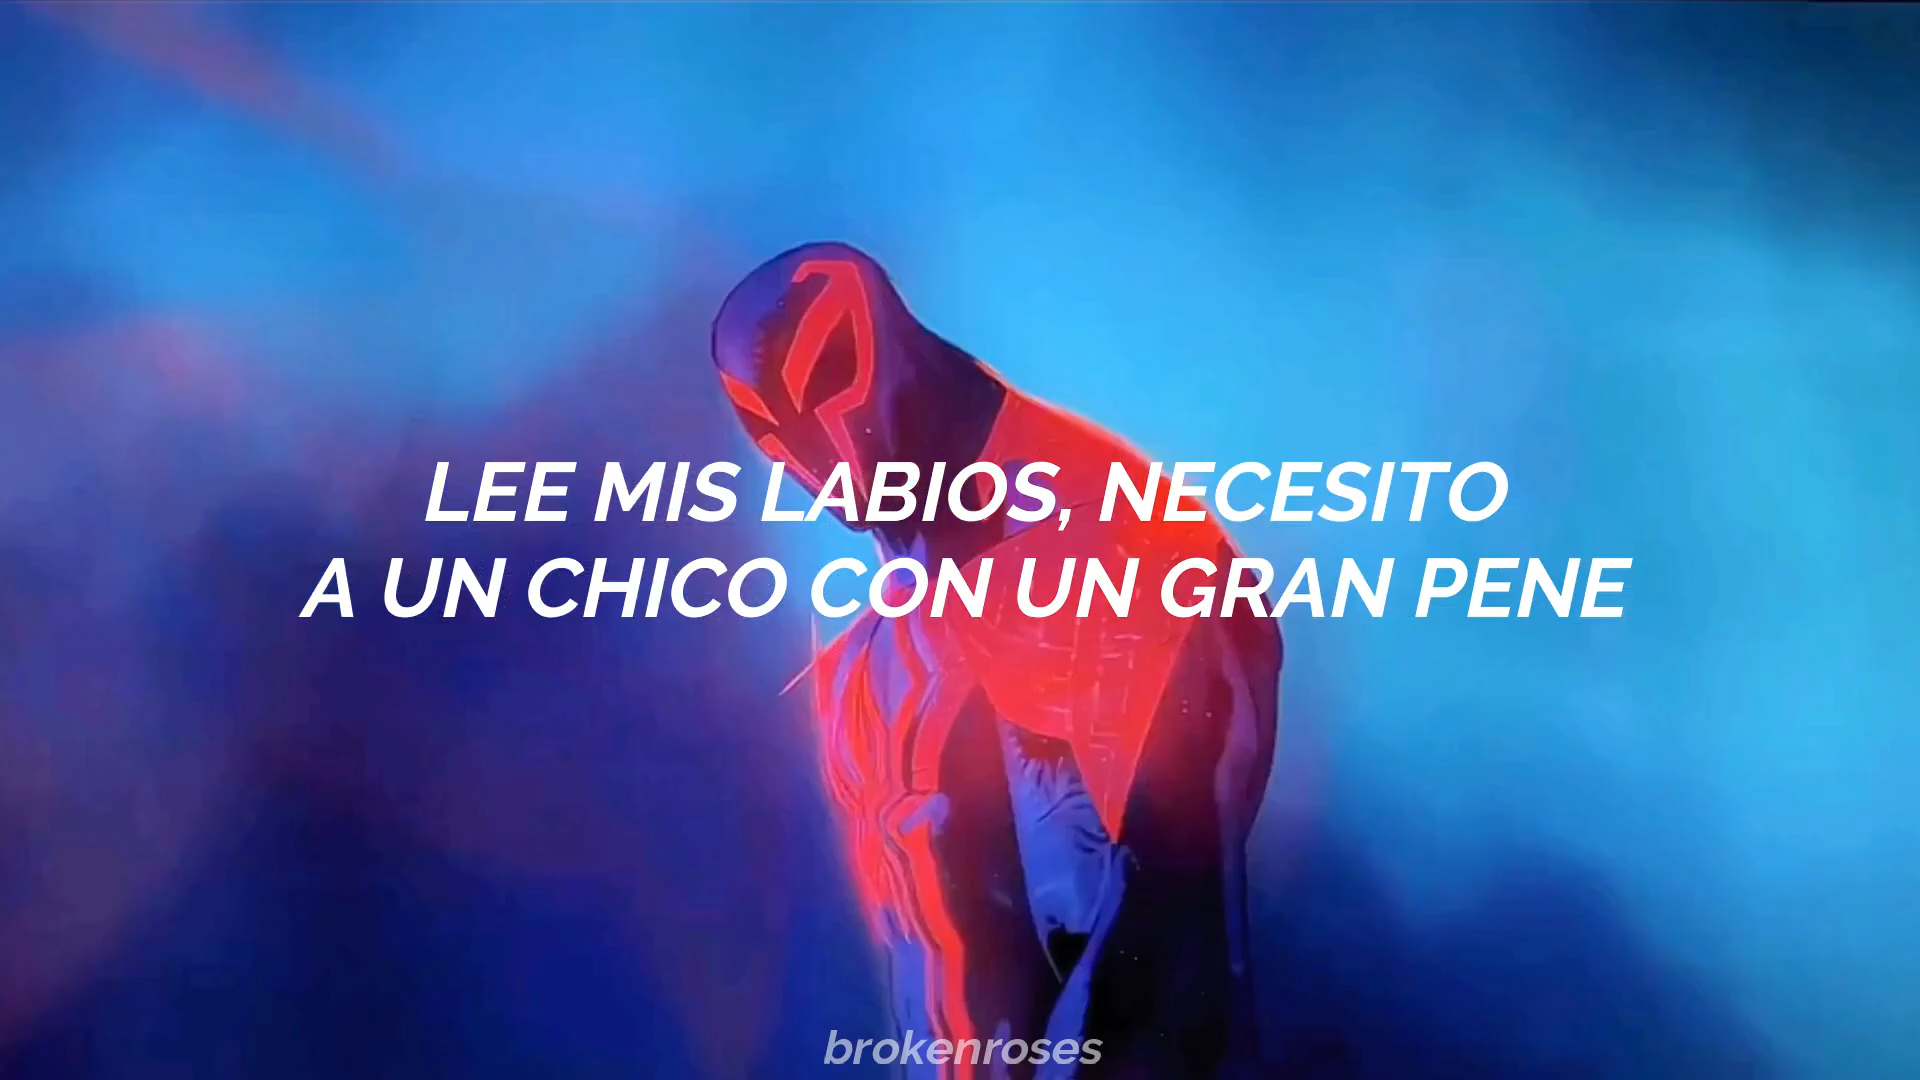 LEE MIS LABIOS, NECESITO
A UN CHICO CON UN GRAN PENE
brokenroses